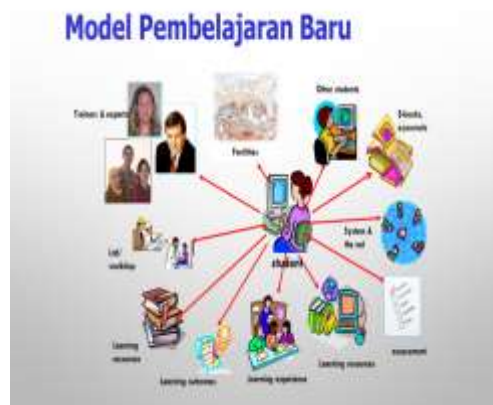 Model Pembelajaran Baru
Other students
Trainers & experts
Facilities
E-books,
System &
the net
Lab/
workshop
student
Learning
resources
Learning outcomes
Learning experience
Learning resources
assessment